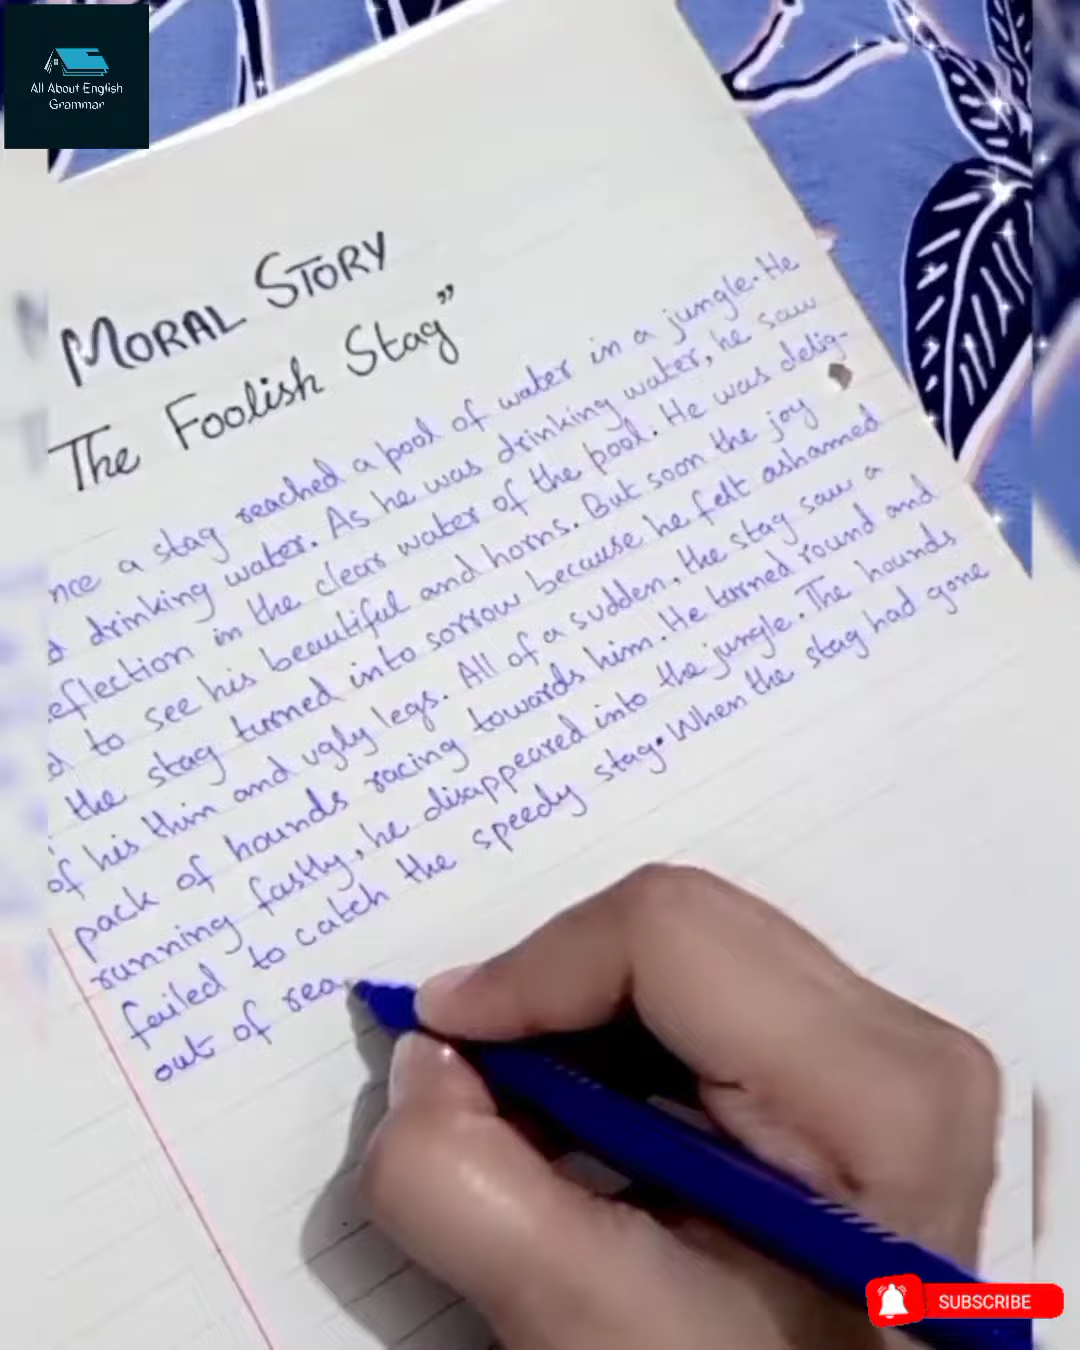 All About English
Grammar
MORAL STORY
The Foolish Stag"
nce a stag reached a pool of water in a jungle. He
d drinking water. As he was drinking water, he saw
eflection in the clear water of the pool. He was delig-
d to see his beautiful and horns. But soon the joy
the stag turned into sorrow because he felt ashamed
of his thin and ugly legs. All of a sudden, the stag saw a
pack of hounds racing towards him. He turned round and
running fastly, he disappeared into the jungle. The hounds
failed to catch the speedy stag. When the stag had gone
out of rea
SUBSCRIBE